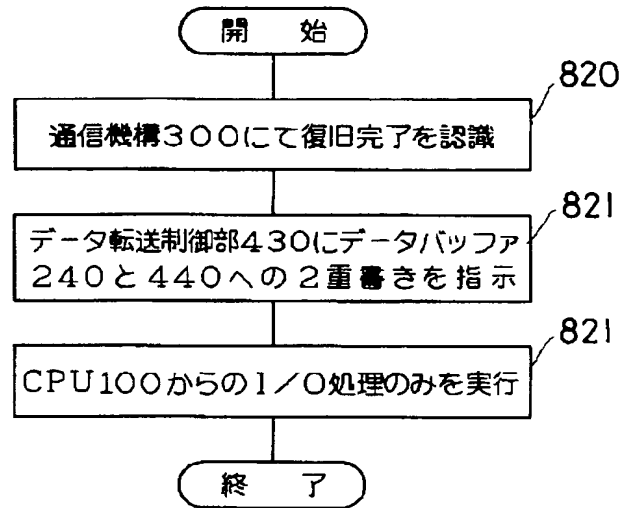 開 始
820
通信機構300にて復旧完了を認識
821
データ転送制御部430にデータバッファ
240と440への2重書きを指示
821
CPU100からのI/O処理のみを実行
終 了